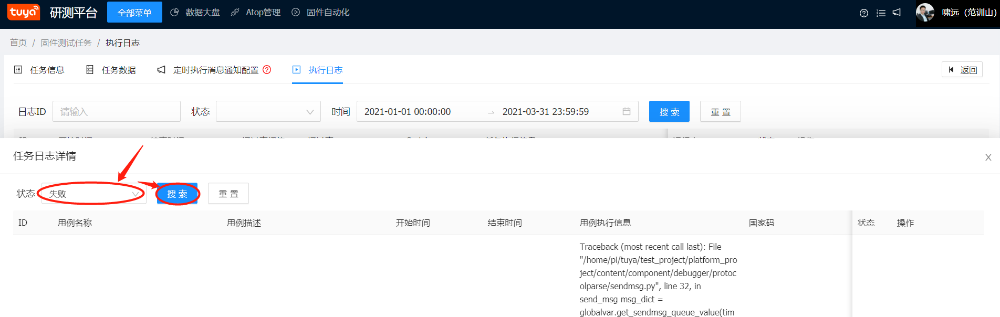 tuya 研测平台 全部菜单 数据大盘 Atop管理 固件自动化 啸远（范训山）
首页 / 固件测试任务 / 执行日志
任务信息 任务数据 定时执行消息通知配置 执行日志 返回
日志ID 请输入 状态 时间 2021-01-01 00:00:00 → 2021-03-31 23:59:59 搜 索 重 置
任务日志详情 X
状态 失败 搜 索 重 置
ID 用例名称 用例描述 开始时间 结束时间 用例执行信息 国家码 状态 操作
Traceback (most recent call last): File
"/home/pi/tuya/test_project/platform_pro
ject/content/component/debugger/protoc
olparse/sendmsg.py", line 32, in
send_msg msg_dict =
globalvar.get_sendmsg_queue_value(tim